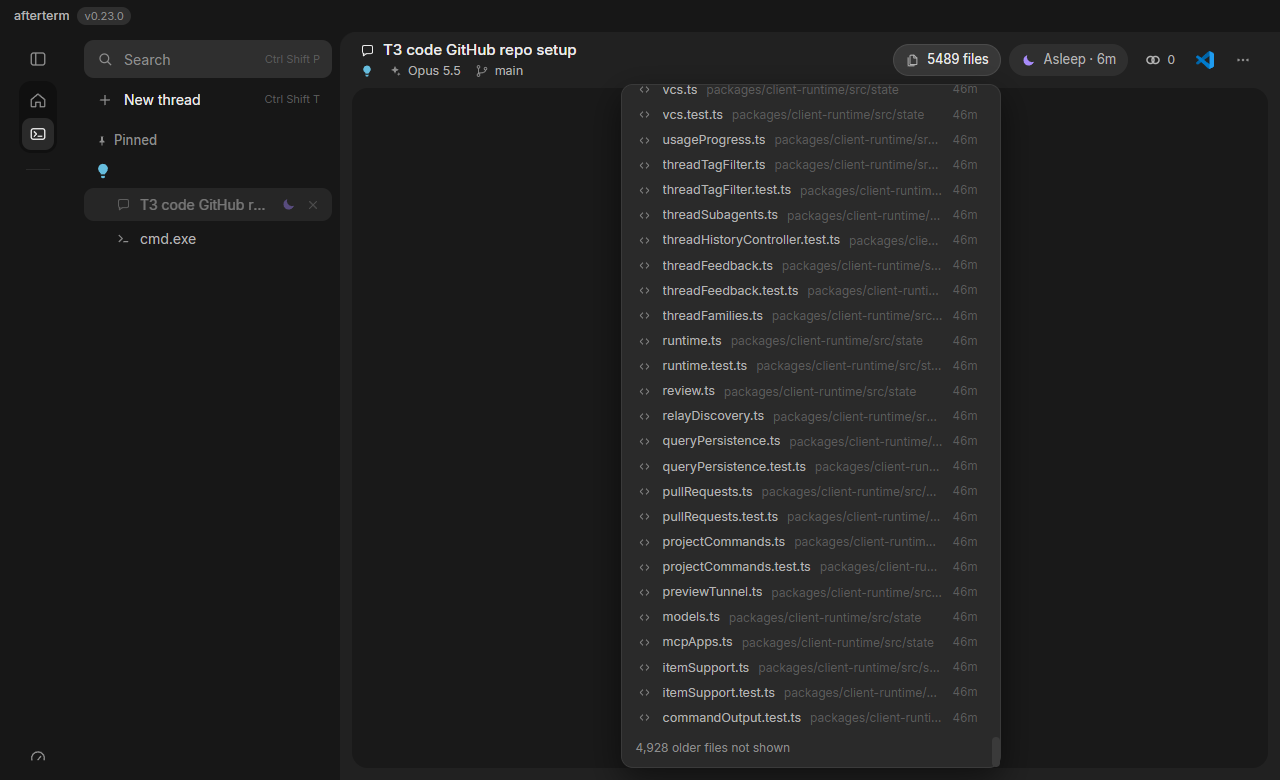 afterterm v0.23.0
Search Ctrl Shift P
New thread Ctrl Shift T
Pinned
T3 code GitHub r...
cmd.exe
T3 code GitHub repo setup
Opus 5.5 main
5489 files
Asleep · 6m
0
vcs.ts packages/client-runtime/src/state 46m
vcs.test.ts packages/client-runtime/src/state 46m
usageProgress.ts packages/client-runtime/sr... 46m
threadTagFilter.ts packages/client-runtime/sr... 46m
threadTagFilter.test.ts packages/client-runtim... 46m
threadSubagents.ts packages/client-runtime/... 46m
threadHistoryController.test.ts packages/clie... 46m
threadFeedback.ts packages/client-runtime/s... 46m
threadFeedback.test.ts packages/client-runti... 46m
threadFamilies.ts packages/client-runtime/src... 46m
runtime.ts packages/client-runtime/src/state 46m
runtime.test.ts packages/client-runtime/src/st... 46m
review.ts packages/client-runtime/src/state 46m
relayDiscovery.ts packages/client-runtime/sr... 46m
queryPersistence.ts packages/client-runtime/... 46m
queryPersistence.test.ts packages/client-run... 46m
pullRequests.ts packages/client-runtime/src/... 46m
pullRequests.test.ts packages/client-runtime/... 46m
projectCommands.ts packages/client-runtim... 46m
projectCommands.test.ts packages/client-ru... 46m
previewTunnel.ts packages/client-runtime/src... 46m
models.ts packages/client-runtime/src/state 46m
mcpApps.ts packages/client-runtime/src/state 46m
itemSupport.ts packages/client-runtime/src/s... 46m
itemSupport.test.ts packages/client-runtime/... 46m
commandOutput.test.ts packages/client-runti... 46m
4,928 older files not shown